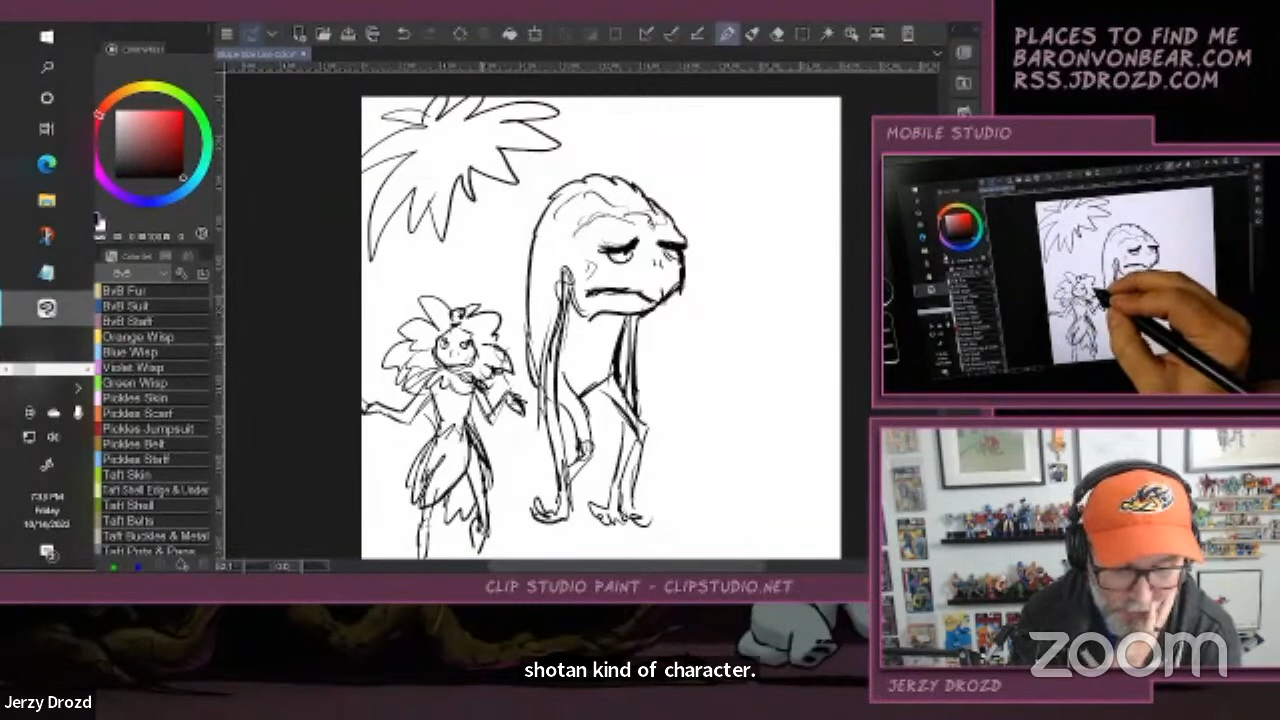 PLACES TO FIND ME
BARONVONBEAR.COM
RSS.JDROZD.COM
MOBILE STUDIO
BvB
BvB Fur
BvB Suit
BvB Staff
Orange Wisp
Blue Wisp
Violet Wisp
Green Wisp
Pickles Skin
Pickles Scarf
Pickles Jumpsuit
Pickles Belt
Pickles Staff
Taft Skin
Taft Shell Edge & Under
Taft Shell
Taft Belts
Taft Buckles & Metal
Friday
CLIP STUDIO PAINT - CLIPSTUDIO.NET
zoom
shotan kind of character.
JERZY DROZD
Jerzy Drozd